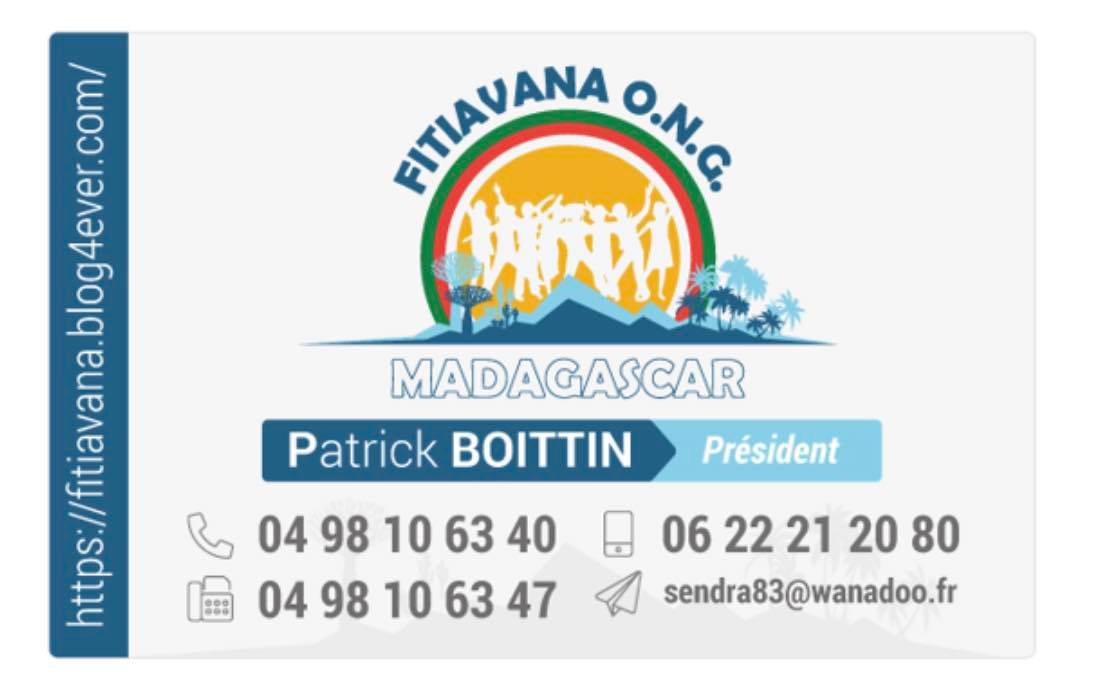 https://fitiavana.blog4ever.com/
FITIAVANA O.N.G.
MADAGASCAR
Patrick BOITTIN Président
04 98 10 63 40 06 22 21 20 80
04 98 10 63 47 sendra83@wanadoo.fr